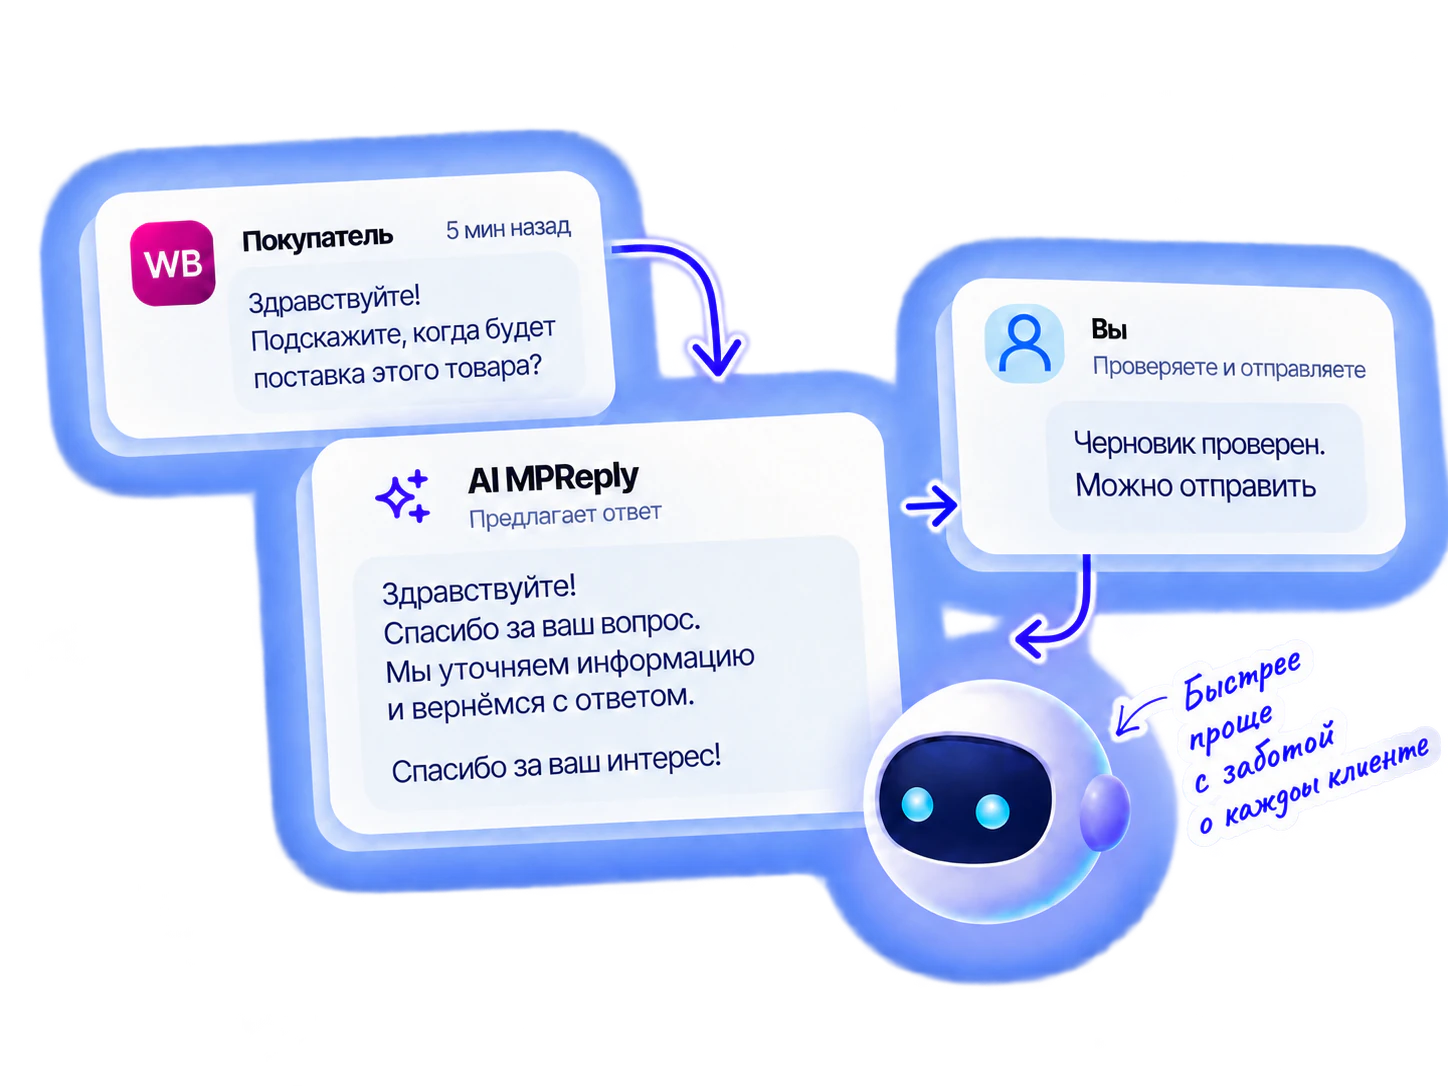 WB
Покупатель
5 мин назад
Здравствуйте!
Подскажите, когда будет
поставка этого товара?
AI MPReply
Предлагает ответ
Здравствуйте!
Спасибо за ваш вопрос.
Мы уточняем информацию
и вернёмся с ответом.
Спасибо за ваш интерес!
Вы
Проверяете и отправляете
Черновик проверен.
Можно отправить
Быстрее
проще
с заботой
о каждоы клиенте